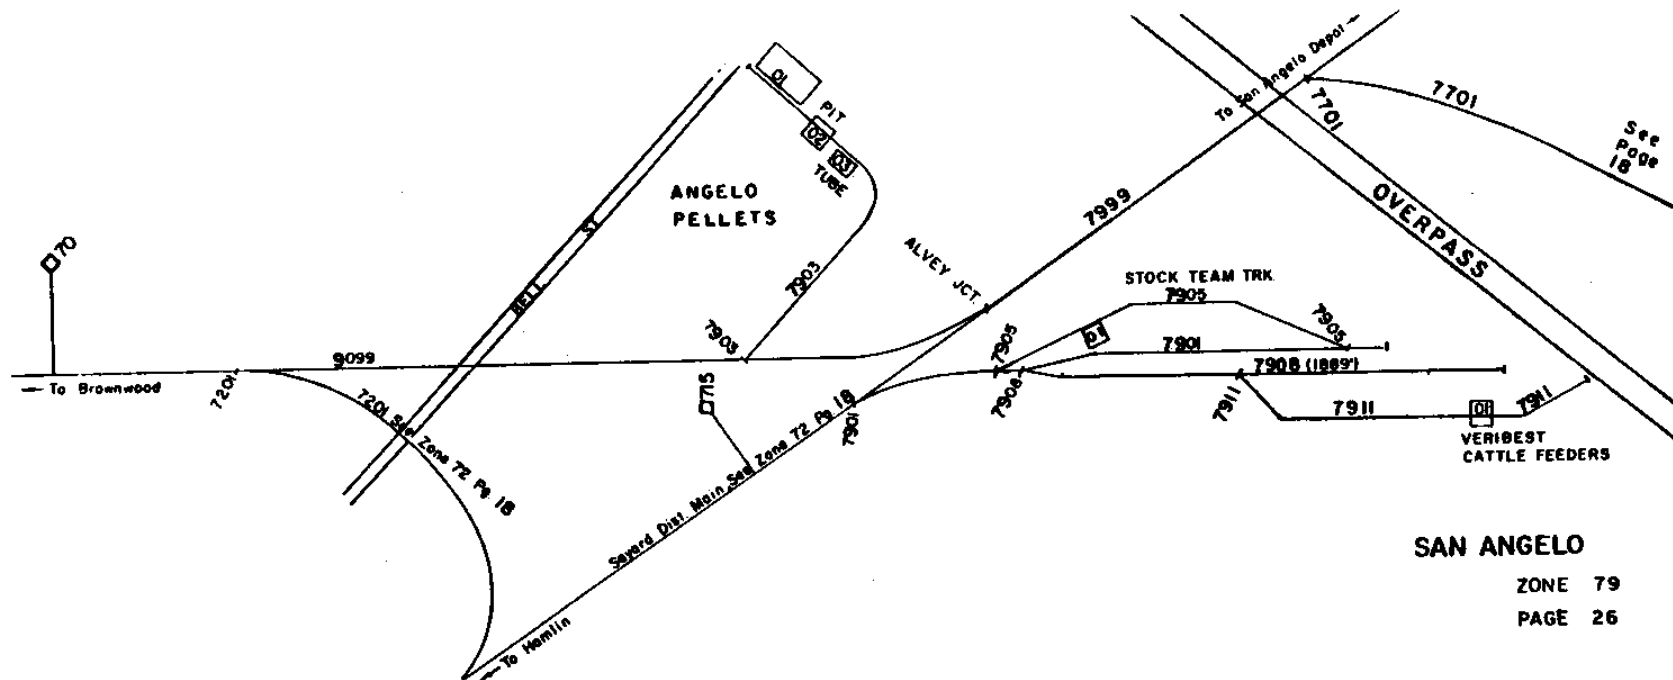 To San Angelo Depot
7701
7701
See
Page
18
01
PIT
02
03
TUBE
ANGELO
PELLETS
BELL ST
7903
7903
70
ALVEY JCT.
7999
OVERPASS
STOCK TEAM TRK.
7905
7905
7905
01
7901
7908 (1889')
7908
7911
7911
7911
01
VERIBEST
CATTLE FEEDERS
9099
To Brownwood
7201
7201 See Zone 72 Pg. 18
715
7901
Sayard Dist. Main See Zone 72 Pg 18
To Hamlin
SAN ANGELO
ZONE 79
PAGE 26